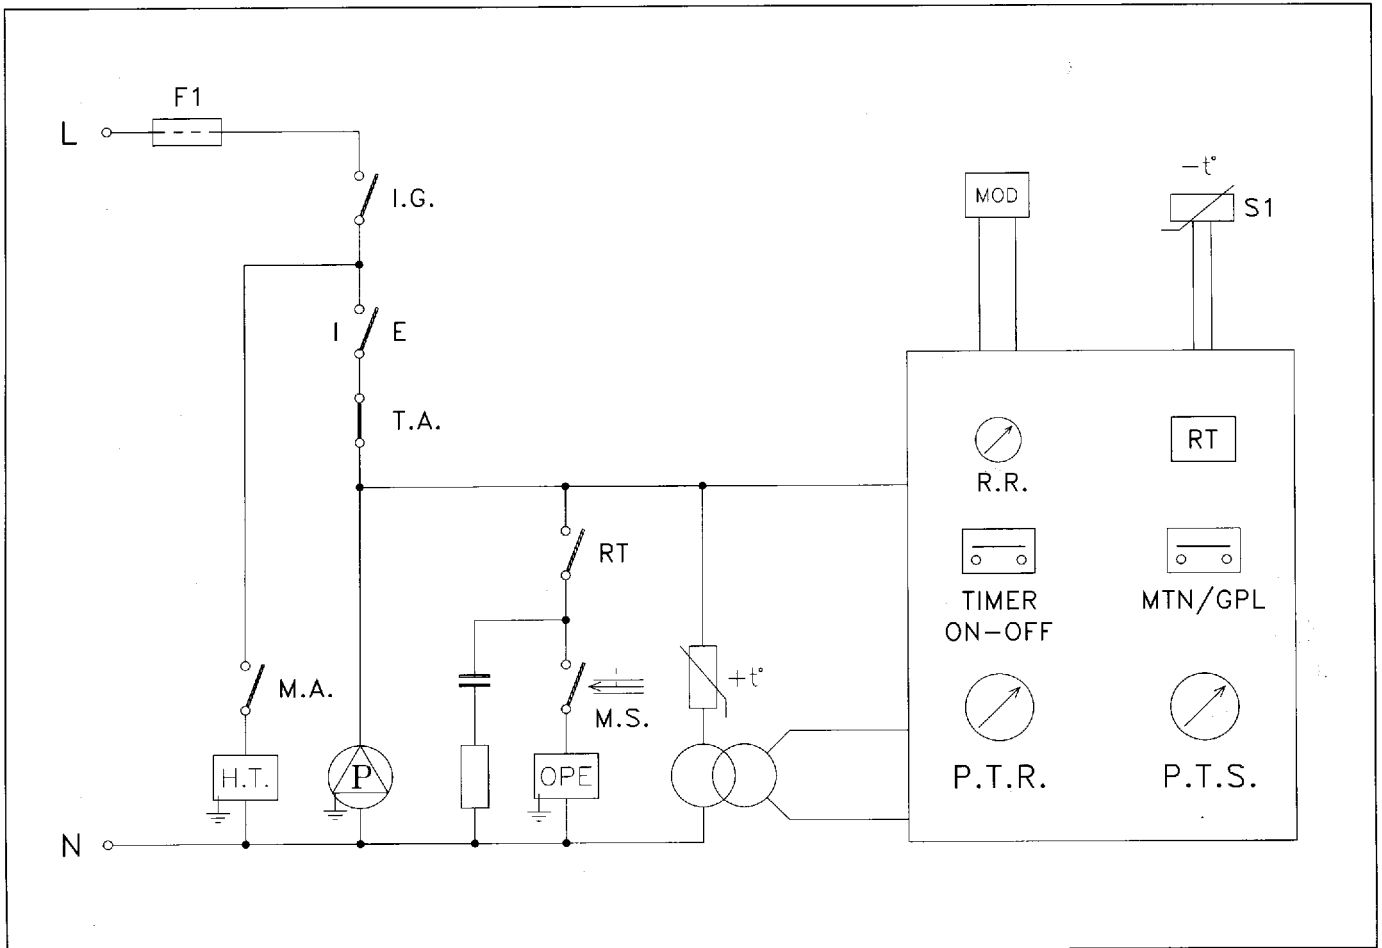 F1
L
I.G.
I E
T.A.
MOD
-t°
S1
R.R.
RT
RT
TIMER
ON-OFF
MTN/GPL
M.A.
M.S.
+t°
H.T.
P
OPE
P.T.R.
P.T.S.
N